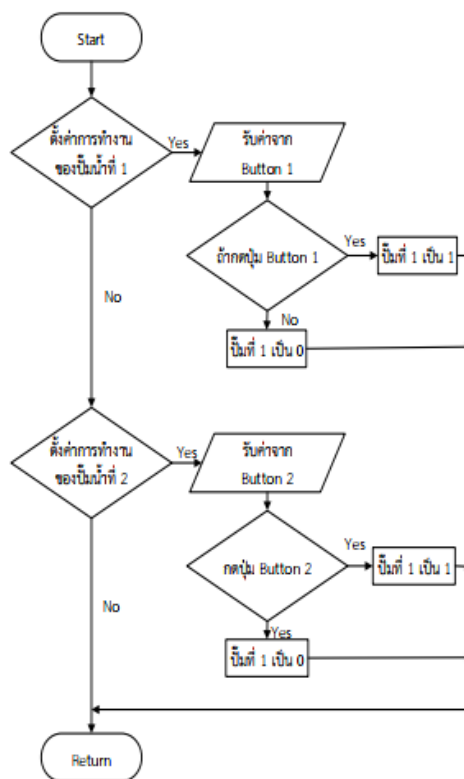 Start
ตั้งค่าการทำงาน
ของปั๊มน้ำที่ 1
Yes
รับค่าจาก
Button 1
ถ้ากดปุ่ม Button 1
Yes
ปั๊มที่ 1 เป็น 1
No
No
ปั๊มที่ 1 เป็น 0
ตั้งค่าการทำงาน
ของปั๊มน้ำที่ 2
Yes
รับค่าจาก
Button 2
กดปุ่ม Button 2
Yes
ปั๊มที่ 1 เป็น 1
No
Yes
ปั๊มที่ 1 เป็น 0
Return